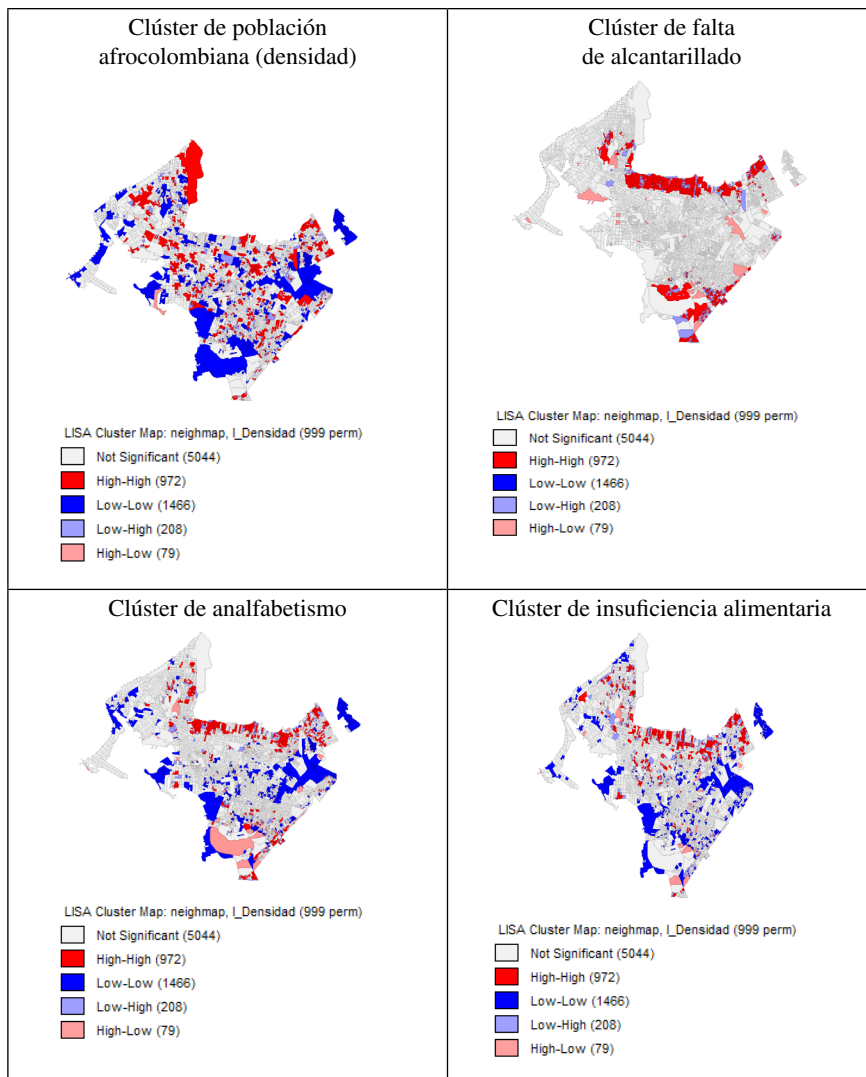 Clúster de población
afrocolombiana (densidad)
LISA Cluster Map: neighmap, I_Densidad (999 perm)
Not Significant (5044)
High-High (972)
Low-Low (1466)
Low-High (208)
High-Low (79)
Clúster de falta
de alcantarillado
LISA Cluster Map: neighmap, I_Densidad (999 perm)
Not Significant (5044)
High-High (972)
Low-Low (1466)
Low-High (208)
High-Low (79)
Clúster de analfabetismo
LISA Cluster Map: neighmap, I_Densidad (999 perm)
Not Significant (5044)
High-High (972)
Low-Low (1466)
Low-High (208)
High-Low (79)
Clúster de insuficiencia alimentaria
LISA Cluster Map: neighmap, I_Densidad (999 perm)
Not Significant (5044)
High-High (972)
Low-Low (1466)
Low-High (208)
High-Low (79)